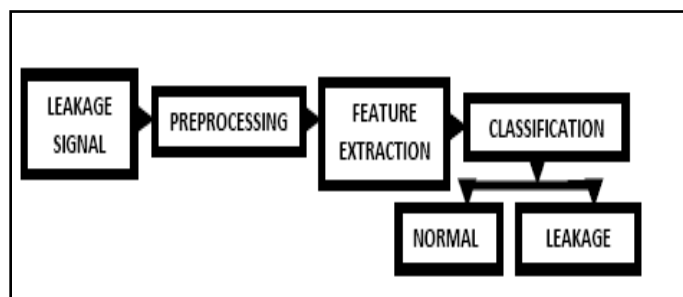 LEAKAGE
SIGNAL
PREPROCESSING
FEATURE
EXTRACTION
CLASSIFICATION
NORMAL
LEAKAGE